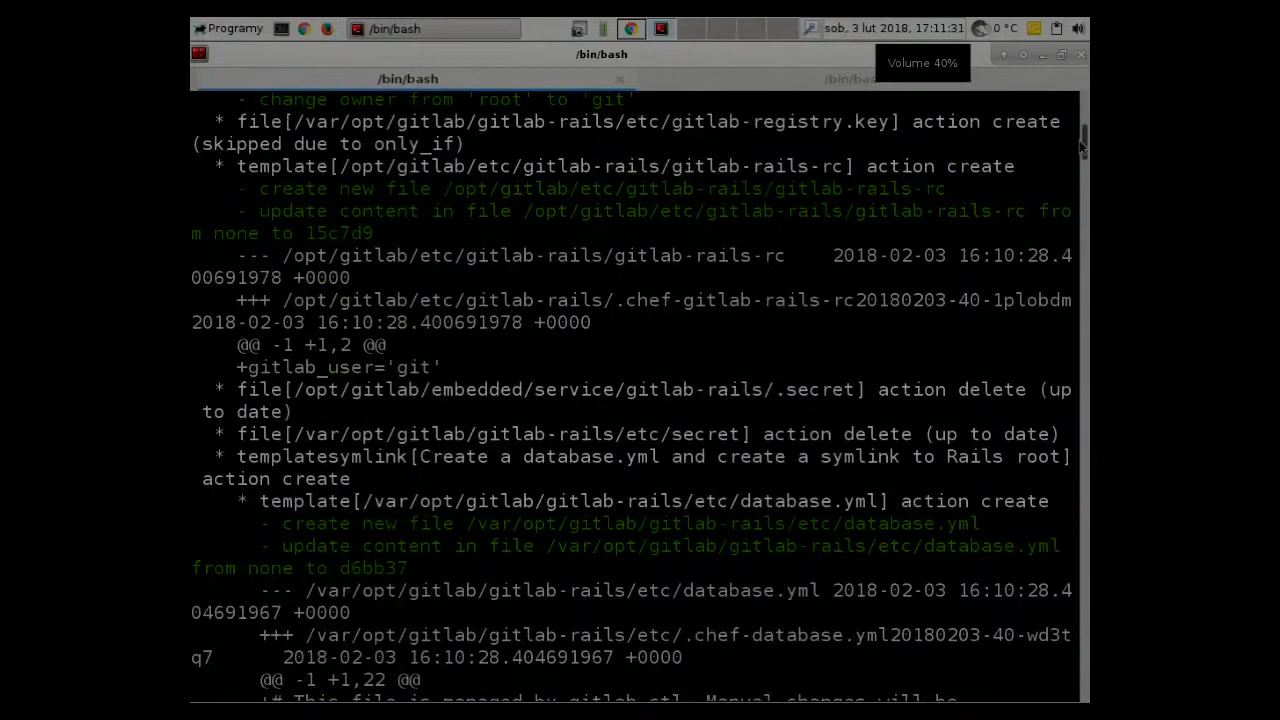 Programy /bin/bash sob, 3 lut 2018, 17:11:31 0 °C
/bin/bash
Volume 40%
/bin/bash
- change owner from 'root' to 'git'
* file[/var/opt/gitlab/gitlab-rails/etc/gitlab-registry.key] action create
(skipped due to only_if)
* template[/opt/gitlab/etc/gitlab-rails/gitlab-rails-rc] action create
- create new file /opt/gitlab/etc/gitlab-rails/gitlab-rails-rc
- update content in file /opt/gitlab/etc/gitlab-rails/gitlab-rails-rc fro
m none to 15c7d9
--- /opt/gitlab/etc/gitlab-rails/gitlab-rails-rc 2018-02-03 16:10:28.4
00691978 +0000
+++ /opt/gitlab/etc/gitlab-rails/.chef-gitlab-rails-rc20180203-40-1plobdm
2018-02-03 16:10:28.400691978 +0000
@@ -1 +1,2 @@
+gitlab_user='git'
* file[/opt/gitlab/embedded/service/gitlab-rails/.secret] action delete (up
to date)
* file[/var/opt/gitlab/gitlab-rails/etc/secret] action delete (up to date)
* templatesymlink[Create a database.yml and create a symlink to Rails root]
action create
* template[/var/opt/gitlab/gitlab-rails/etc/database.yml] action create
- create new file /var/opt/gitlab/gitlab-rails/etc/database.yml
- update content in file /var/opt/gitlab/gitlab-rails/etc/database.yml
from none to d6bb37
--- /var/opt/gitlab/gitlab-rails/etc/database.yml 2018-02-03 16:10:28.4
04691967 +0000
+++ /var/opt/gitlab/gitlab-rails/etc/.chef-database.yml20180203-40-wd3t
q7 2018-02-03 16:10:28.404691967 +0000
@@ -1 +1,22 @@
+# This file is managed by gitlab-ctl. Manual changes will be